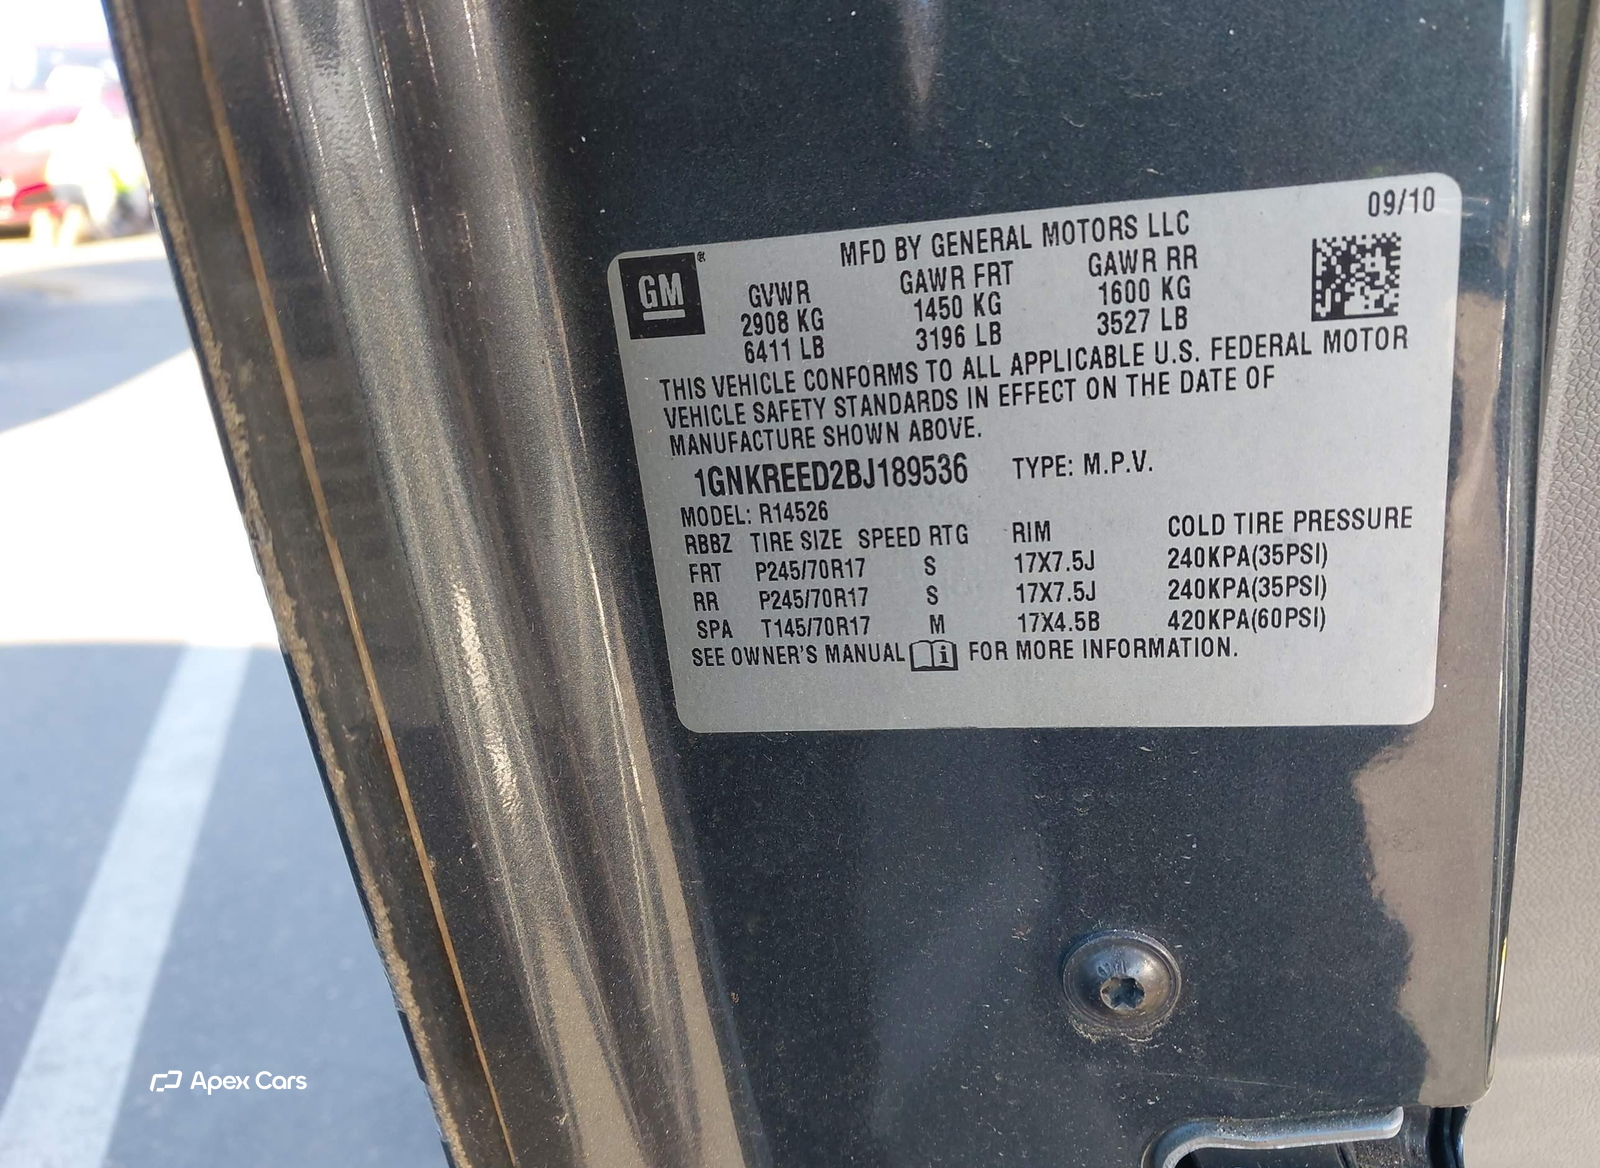 09/10
MFD BY GENERAL MOTORS LLC
GM®
GVWR GAWR FRT GAWR RR
2908 KG 1450 KG 1600 KG
6411 LB 3196 LB 3527 LB
THIS VEHICLE CONFORMS TO ALL APPLICABLE U.S. FEDERAL MOTOR
VEHICLE SAFETY STANDARDS IN EFFECT ON THE DATE OF
MANUFACTURE SHOWN ABOVE.
1GNKREED2BJ189536 TYPE: M.P.V.
MODEL: R14526
RBBZ TIRE SIZE SPEED RTG RIM COLD TIRE PRESSURE
FRT P245/70R17 S 17X7.5J 240KPA(35PSI)
RR P245/70R17 S 17X7.5J 240KPA(35PSI)
SPA T145/70R17 M 17X4.5B 420KPA(60PSI)
SEE OWNER'S MANUAL i FOR MORE INFORMATION.
Apex Cars